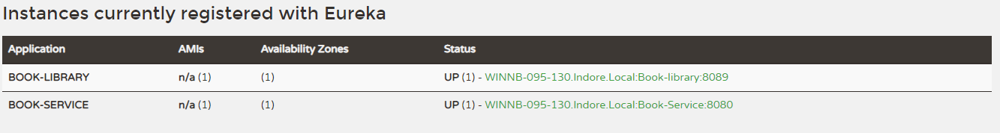 Instances currently registered with Eureka
Application AMIs Availability Zones Status
BOOK-LIBRARY n/a (1) (1) UP (1) - WINNB-095-130.Indore.Local:Book-library:8089
BOOK-SERVICE n/a (1) (1) UP (1) - WINNB-095-130.Indore.Local:Book-Service:8080